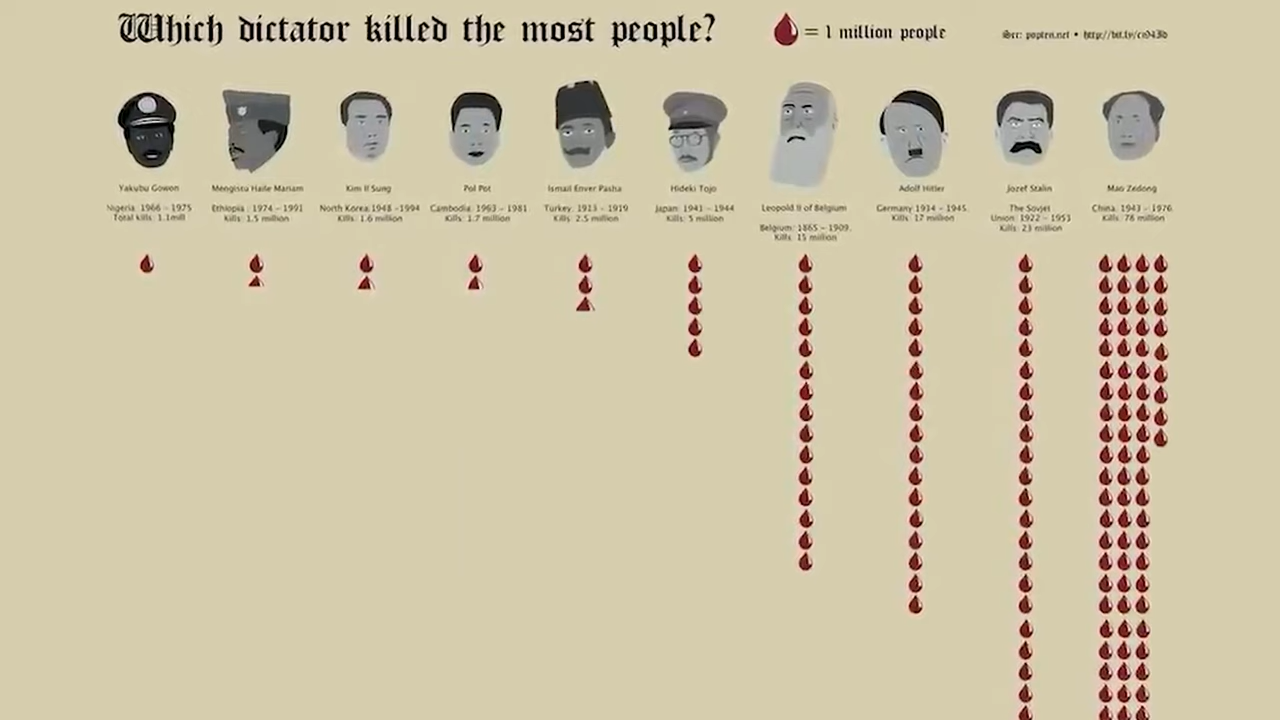 Which dictator killed the most people?
= 1 million people
Scr: popten.net •
Yakubu Gowon
Nigeria: 1966 - 1975
Total kills: 1.1mill
Mengistu Haile Mariam
Ethiopia : 1974 - 1991
Kills: 1.5 million
Kim Il Sung
North Korea:1948 -1994
Kills: 1.6 million
Pol Pot
Cambodia: 1963 - 1981
Kills: 1.7 million
Ismail Enver Pasha
Turkey: 1913 - 1919
Kills: 2.5 million
Hideki Tojo
Japan: 1941 - 1944
Kills: 5 million
Leopold II of Belgium
Belgium: 1865 - 1909.
Kills: 15 million
Adolf Hitler
Germany 1934 - 1945.
Kills: 17 million
Jozef Stalin
The Sovjet
Union: 1922 - 1953
Kills: 23 million
Mao Zedong
China: 1943 - 1976
Kills: 78 million